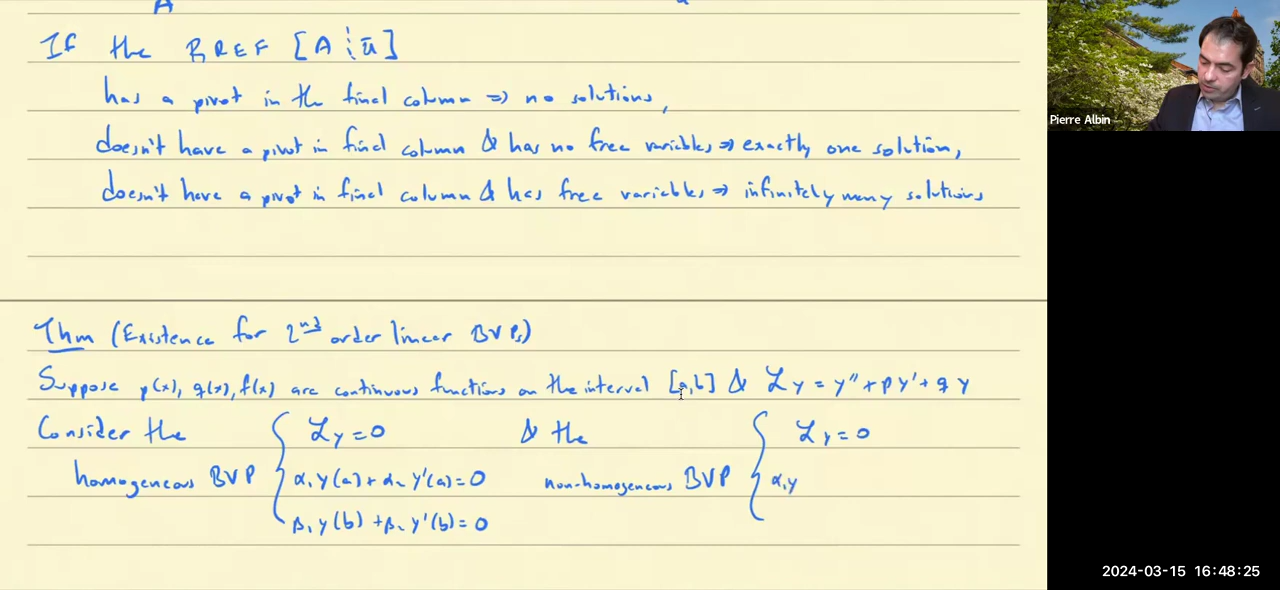 A
If the RREF [A ⋮ ū]
has a pivot in the final column ⇒ no solutions,
doesn't have a pivot in final column & has no free variables ⇒ exactly one solution,
doesn't have a pivot in final column & has free variables ⇒ infinitely many solutions
Thm (Existence for 2nd order linear BVPs)
Suppose p(x), q(x), f(x) are continuous functions on the interval [a,b] & ℒy = y'' + py' + qy
Consider the homogeneous BVP { ℒy = 0
α₁y(a) + α₂y'(a) = 0
β₁y(b) + β₂y'(b) = 0
& the non-homogeneous BVP { ℒy = 0
α₁y
Pierre Albin
2024-03-15 16:48:25